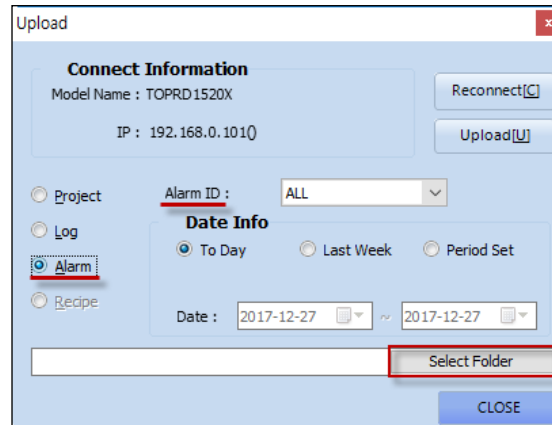 Upload
x
Connect Information
Model Name : TOPRD1520X
Reconnect[C]
IP : 192.168.0.101()
Upload[U]
Project
Alarm ID : ALL
Log
Date Info
To Day Last Week Period Set
Alarm
Recipe
Date : 2017-12-27 ~ 2017-12-27
Select Folder
CLOSE